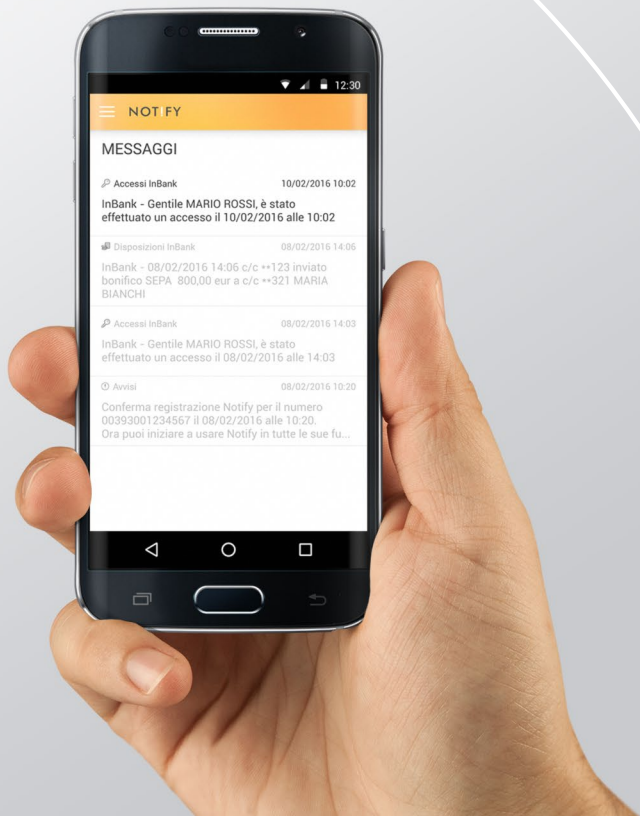 12:30
NOTIFY
MESSAGGI
Accessi InBank 10/02/2016 10:02
InBank - Gentile MARIO ROSSI, è stato
effettuato un accesso il 10/02/2016 alle 10:02
Disposizioni InBank 08/02/2016 14:06
InBank - 08/02/2016 14:06 c/c **123 inviato
bonifico SEPA 800,00 eur a c/c **321 MARIA
BIANCHI
Accessi InBank 08/02/2016 14:03
InBank - Gentile MARIO ROSSI, è stato
effettuato un accesso il 08/02/2016 alle 14:03
Avvisi 08/02/2016 10:20
Conferma registrazione Notify per il numero
00393001234567 il 08/02/2016 alle 10:20.
Ora puoi iniziare a usare Notify in tutte le sue fu...